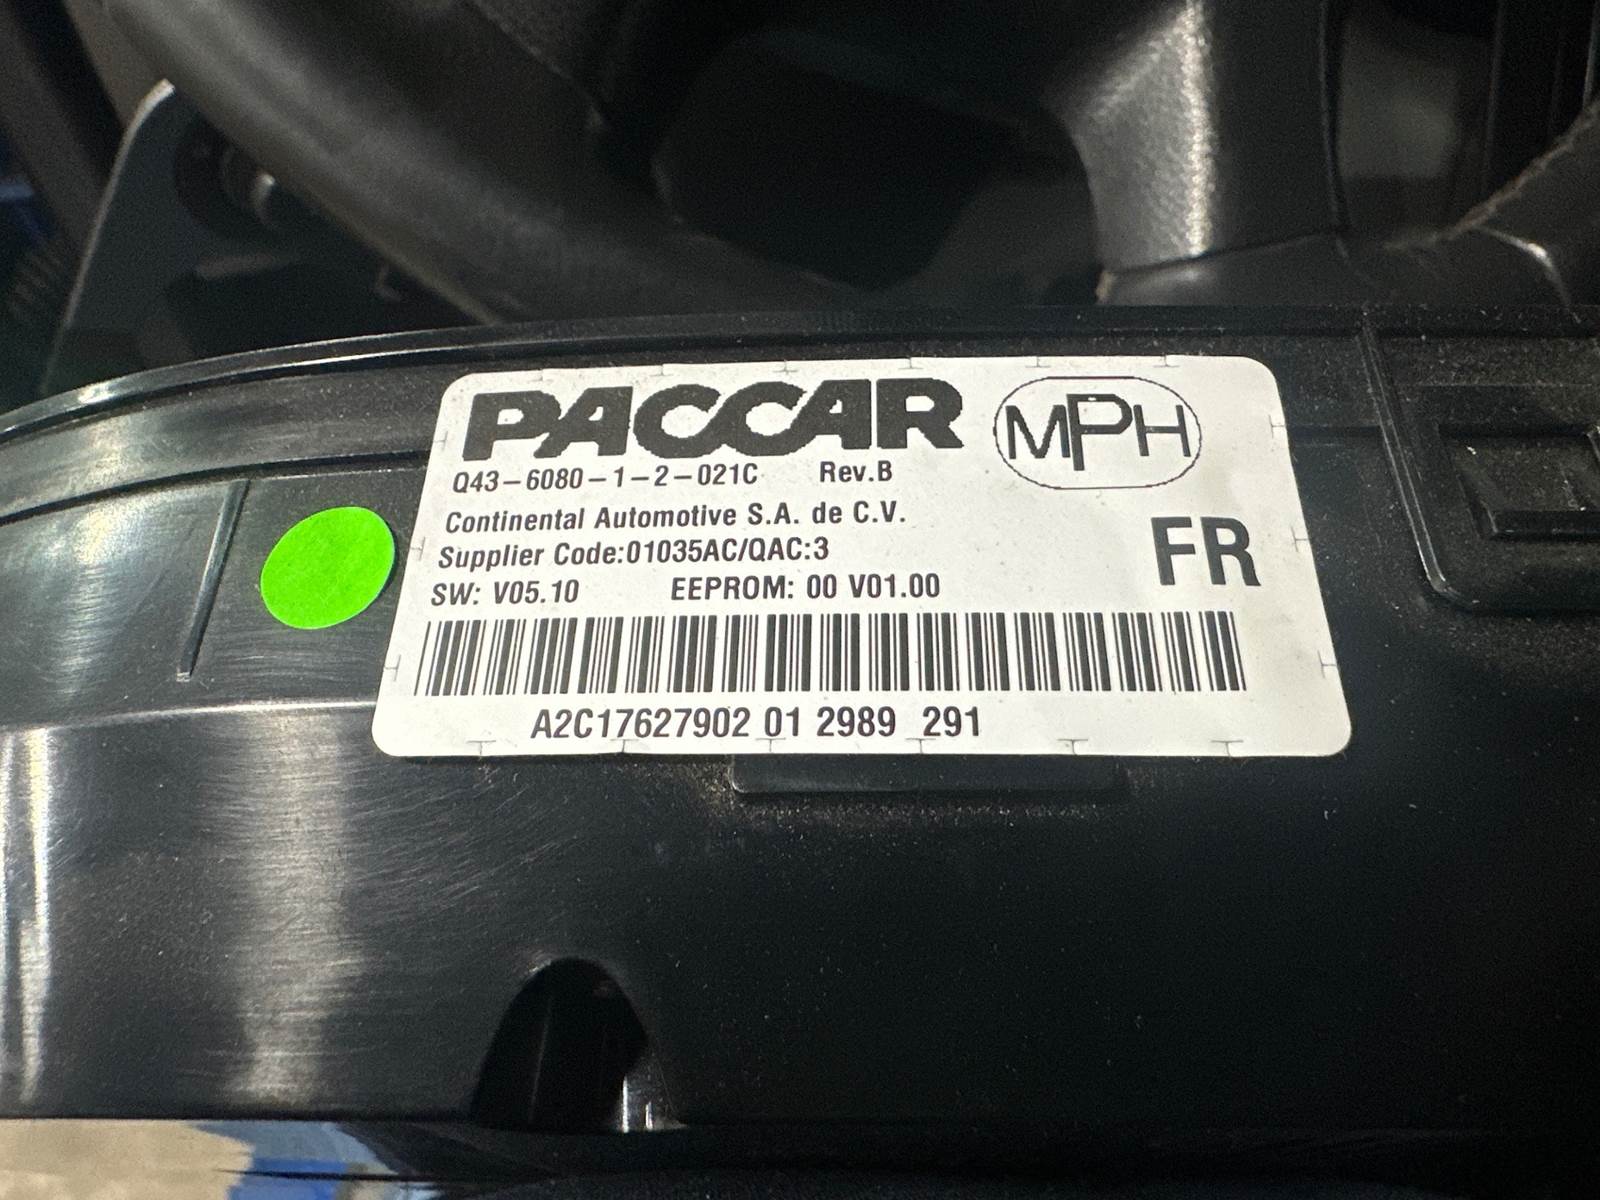 PACCAR MPH
Q43-6080-1-2-021C Rev.B
Continental Automotive S.A. de C.V.
FR
Supplier Code:01035AC/QAC:3
SW: V05.10 EEPROM: 00 V01.00
A2C17627902 01 2989 291